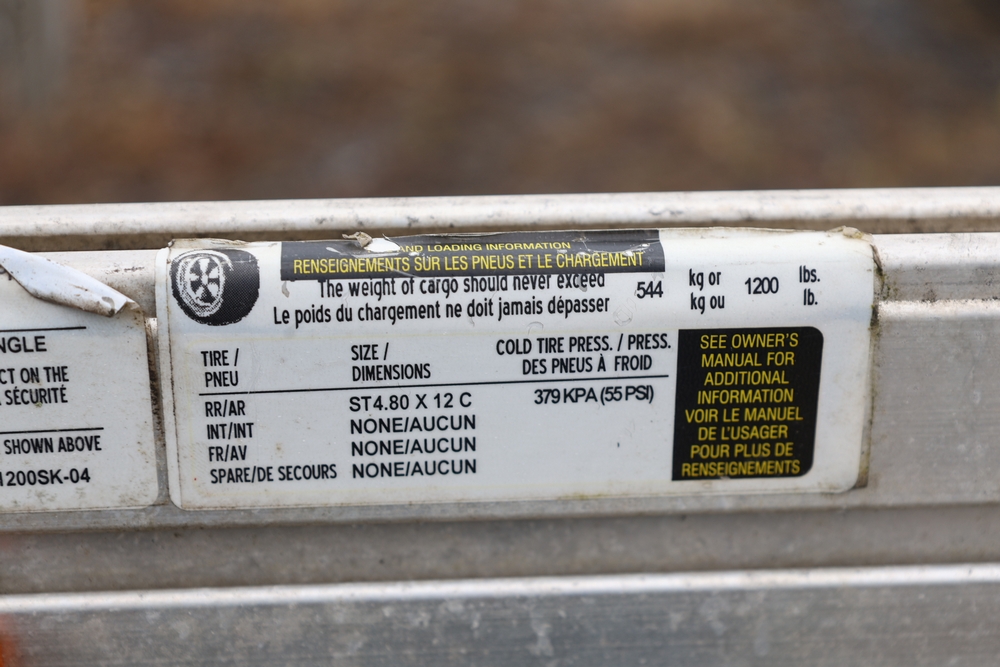 AND LOADING INFORMATION
RENSEIGNEMENTS SUR LES PNEUS ET LE CHARGEMENT
The weight of cargo should never exceed
Le poids du chargement ne doit jamais dépasser
544
kg or
kg ou
1200
lbs.
lb.
TIRE /
PNEU
SIZE /
DIMENSIONS
COLD TIRE PRESS. / PRESS.
DES PNEUS À FROID
RR/AR ST4.80 X 12 C 379 KPA (55 PSI)
INT/INT NONE/AUCUN
FR/AV NONE/AUCUN
SPARE/DE SECOURS NONE/AUCUN
SEE OWNER'S
MANUAL FOR
ADDITIONAL
INFORMATION
VOIR LE MANUEL
DE L'USAGER
POUR PLUS DE
RENSEIGNEMENTS
NGLE
CT ON THE
SÉCURITÉ
SHOWN ABOVE
1200SK-04